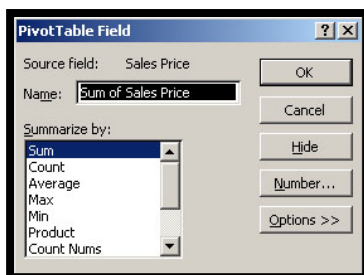 PivotTable Field
Source field: Sales Price
Name: Sum of Sales Price
Summarize by:
Sum
Count
Average
Max
Min
Product
Count Nums
OK
Cancel
Hide
Number...
Options >>